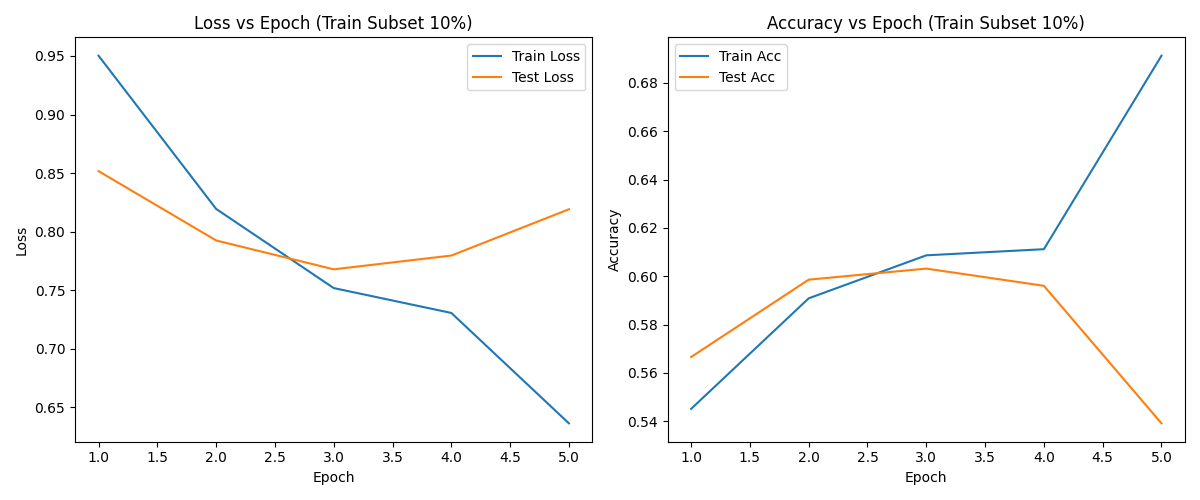 Loss vs Epoch (Train Subset 10%)
Train Loss
Test Loss
0.95
0.90
0.85
0.80
0.75
0.70
0.65
Loss
1.0 1.5 2.0 2.5 3.0 3.5 4.0 4.5 5.0
Epoch
Accuracy vs Epoch (Train Subset 10%)
Train Acc
Test Acc
0.68
0.66
0.64
0.62
0.60
0.58
0.56
0.54
Accuracy
1.0 1.5 2.0 2.5 3.0 3.5 4.0 4.5 5.0
Epoch